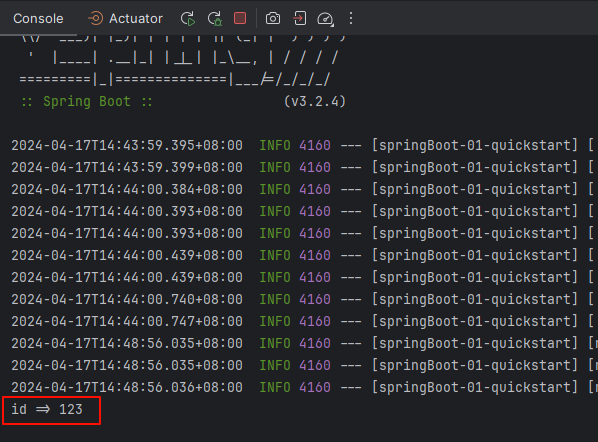 Console Actuator
\\/ ___)| |_)| | | | | || (_| | ) ) ) )
' |____| .__|_| |_|_| |_\__, | / / / /
=========|_|==============|___/=/_/_/_/
:: Spring Boot :: (v3.2.4)
2024-04-17T14:43:59.395+08:00 INFO 4160 --- [springBoot-01-quickstart] [
2024-04-17T14:43:59.399+08:00 INFO 4160 --- [springBoot-01-quickstart] [
2024-04-17T14:44:00.384+08:00 INFO 4160 --- [springBoot-01-quickstart] [
2024-04-17T14:44:00.393+08:00 INFO 4160 --- [springBoot-01-quickstart] [
2024-04-17T14:44:00.393+08:00 INFO 4160 --- [springBoot-01-quickstart] [
2024-04-17T14:44:00.439+08:00 INFO 4160 --- [springBoot-01-quickstart] [
2024-04-17T14:44:00.439+08:00 INFO 4160 --- [springBoot-01-quickstart] [
2024-04-17T14:44:00.740+08:00 INFO 4160 --- [springBoot-01-quickstart] [
2024-04-17T14:44:00.747+08:00 INFO 4160 --- [springBoot-01-quickstart] [
2024-04-17T14:48:56.035+08:00 INFO 4160 --- [springBoot-01-quickstart] [n
2024-04-17T14:48:56.035+08:00 INFO 4160 --- [springBoot-01-quickstart] [n
2024-04-17T14:48:56.036+08:00 INFO 4160 --- [springBoot-01-quickstart] [n
id => 123